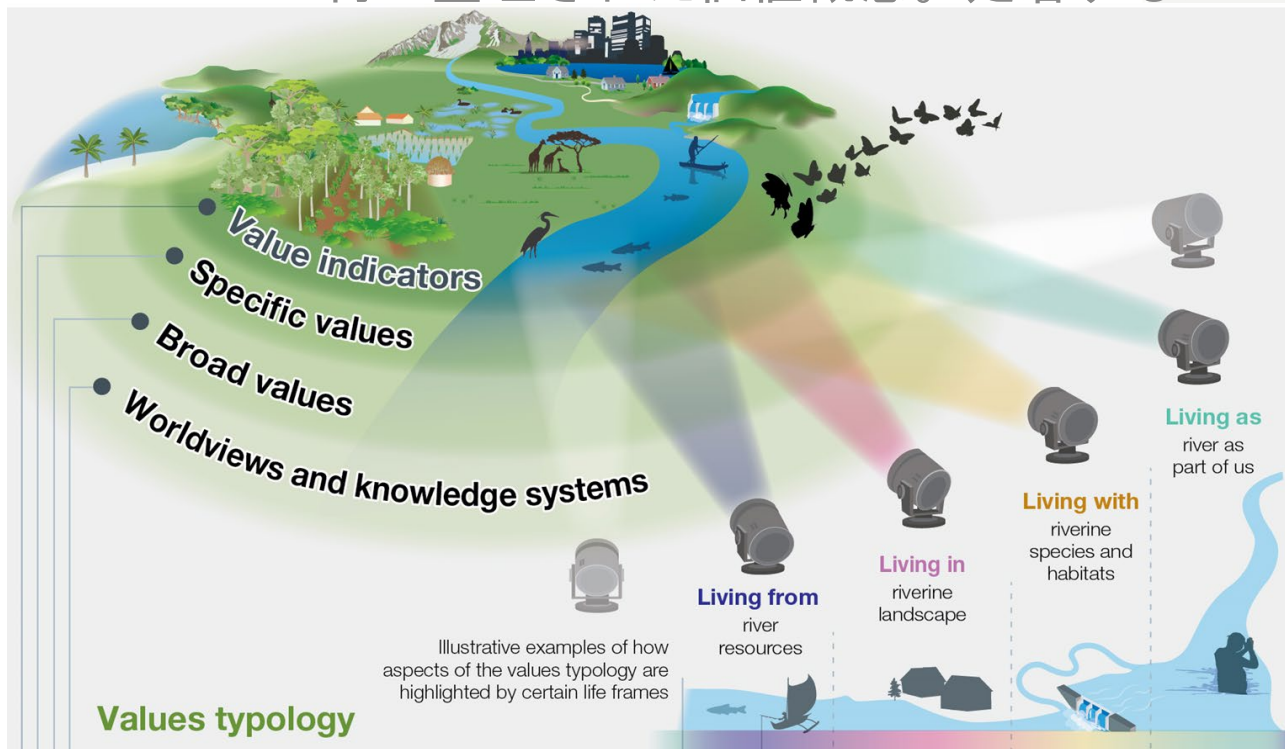 Value indicators
Specific values
Broad values
Worldviews and knowledge systems
Living as
river as
part of us
Living with
riverine
species and
habitats
Living in
riverine
landscape
Living from
river
resources
Illustrative examples of how
aspects of the values typology are
highlighted by certain life frames
Values typology